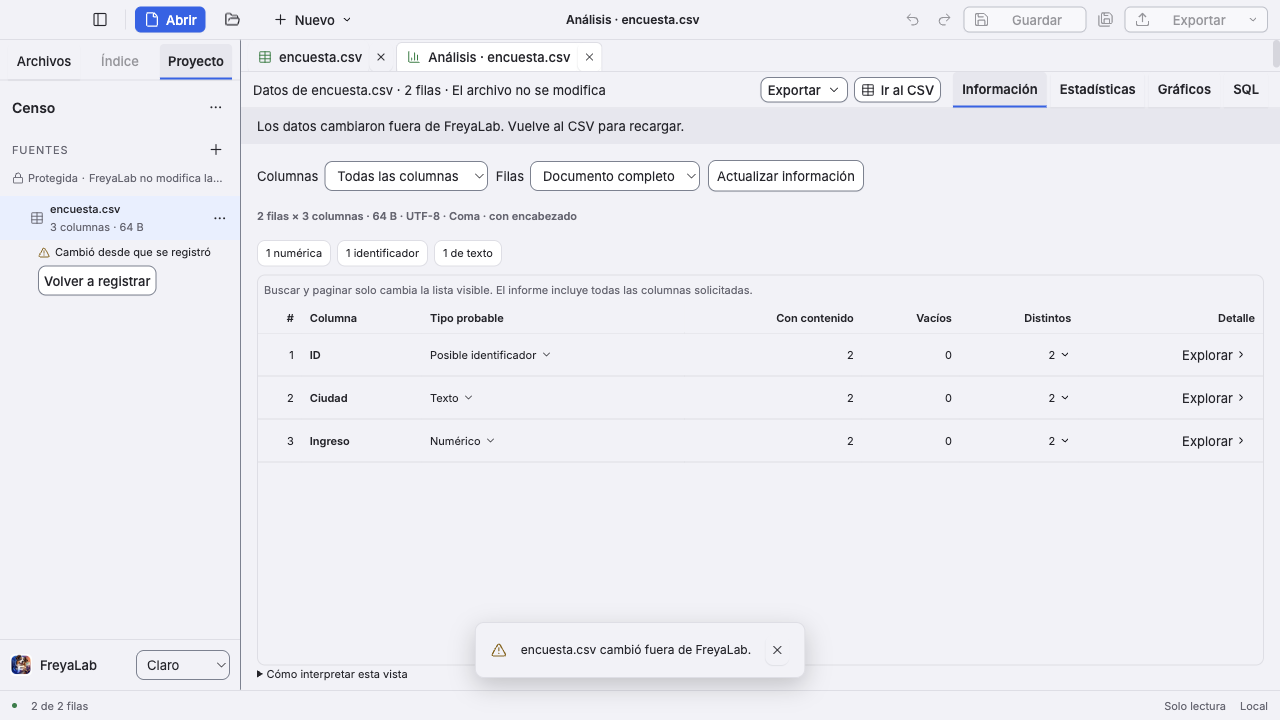 Abrir
Nuevo
Análisis · encuesta.csv
Guardar
Exportar
Archivos
Índice
Proyecto
encuesta.csv
Análisis · encuesta.csv
Censo
FUENTES
Protegida · FreyaLab no modifica la...
encuesta.csv
3 columnas · 64 B
Cambió desde que se registró
Volver a registrar
Datos de encuesta.csv · 2 filas · El archivo no se modifica
Exportar
Ir al CSV
Información
Estadísticas
Gráficos
SQL
Los datos cambiaron fuera de FreyaLab. Vuelve al CSV para recargar.
Columnas
Todas las columnas
Filas
Documento completo
Actualizar información
2 filas × 3 columnas · 64 B · UTF-8 · Coma · con encabezado
1 numérica
1 identificador
1 de texto
Buscar y paginar solo cambia la lista visible. El informe incluye todas las columnas solicitadas.
# Columna Tipo probable Con contenido Vacíos Distintos Detalle
1 ID Posible identificador 2 0 2 Explorar
2 Ciudad Texto 2 0 2 Explorar
3 Ingreso Numérico 2 0 2 Explorar
encuesta.csv cambió fuera de FreyaLab.
Cómo interpretar esta vista
FreyaLab
Claro
2 de 2 filas
Solo lectura
Local